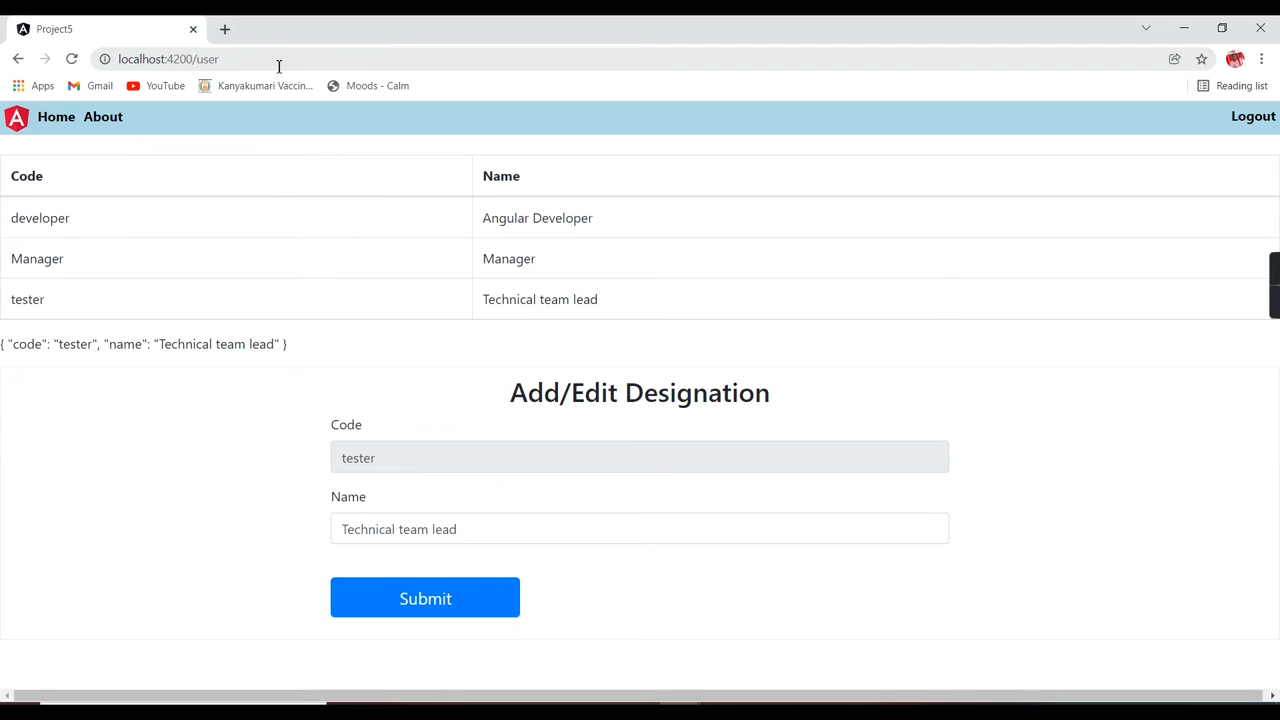 Project5
localhost:4200/user
Apps Gmail YouTube Kanyakumari Vaccin... Moods - Calm Reading list
A Home About Logout
Code Name
developer Angular Developer
Manager Manager
tester Technical team lead
{ "code": "tester", "name": "Technical team lead" }
Add/Edit Designation
Code
tester
Name
Technical team lead
Submit